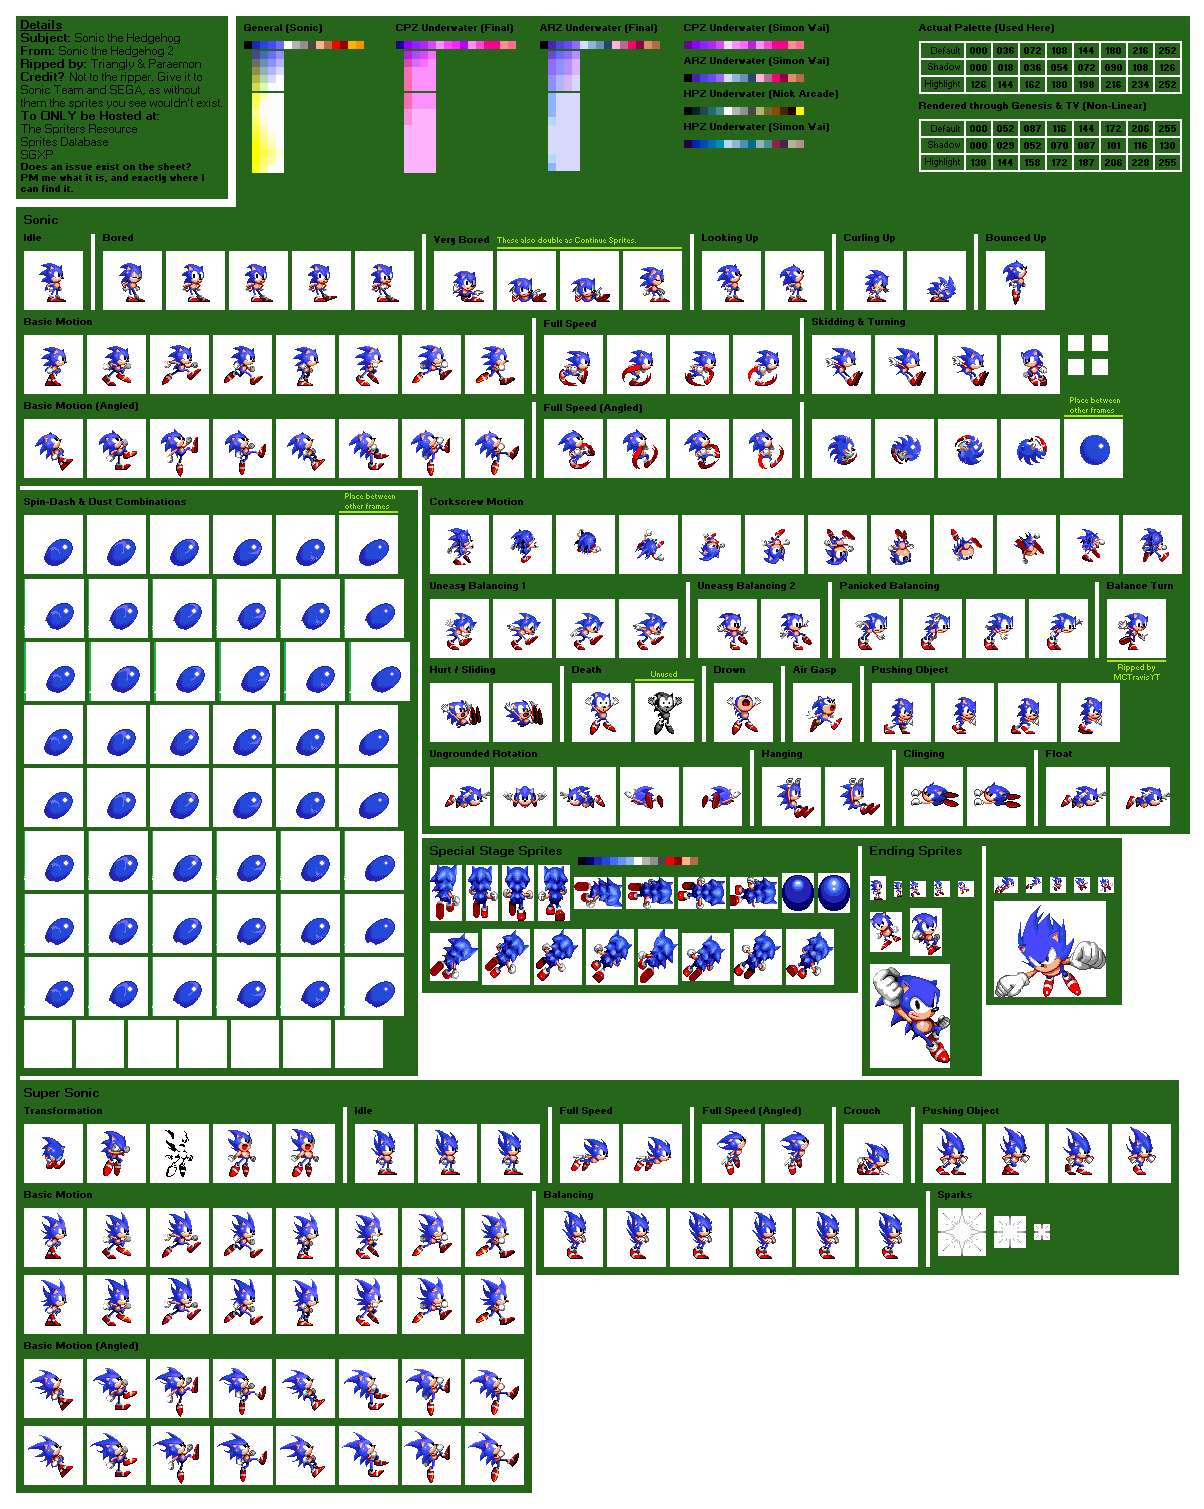 Details
Subject: Sonic the Hedgehog
From: Sonic the Hedgehog 2
Ripped by: Triangly & Paraemon
Credit? Not to the ripper. Give it to
Sonic Team and SEGA, as without
them the sprites you see wouldn't exist.
To ONLY be Hosted at:
The Spriters Resource
Sprites Database
SGXP
Does an issue exist on the sheet?
PM me what it is, and exactly where I
can find it.
General (Sonic)
CPZ Underwater (Final)
ARZ Underwater (Final)
CPZ Underwater (Simon Wai)
ARZ Underwater (Simon Wai)
HPZ Underwater (Nick Arcade)
HPZ Underwater (Simon Wai)
Actual Palette (Used Here)
Default 000 036 072 108 144 180 216 252
Shadow 000 018 036 054 072 090 108 126
Highlight 126 144 162 180 198 216 234 252
Rendered through Genesis & TV (Non-Linear)
Default 000 052 087 116 144 172 206 255
Shadow 000 029 052 070 087 101 116 130
Highlight 130 144 158 172 187 206 228 255
Sonic
Idle
Bored
Very Bored
These also double as Continue Sprites.
Looking Up
Curling Up
Bounced Up
Basic Motion
Full Speed
Skidding & Turning
Basic Motion (Angled)
Full Speed (Angled)
Place between
other frames
Spin-Dash & Dust Combinations
Place between
other frames
Corkscrew Motion
Uneasy Balancing 1
Uneasy Balancing 2
Panicked Balancing
Balance Turn
Ripped by
MCTravisYT
Hurt / Sliding
Death
Unused
Drown
Air Gasp
Pushing Object
Ungrounded Rotation
Hanging
Clinging
Float
Special Stage Sprites
Ending Sprites
Super Sonic
Transformation
Idle
Full Speed
Full Speed (Angled)
Crouch
Pushing Object
Basic Motion
Balancing
Sparks
Basic Motion (Angled)